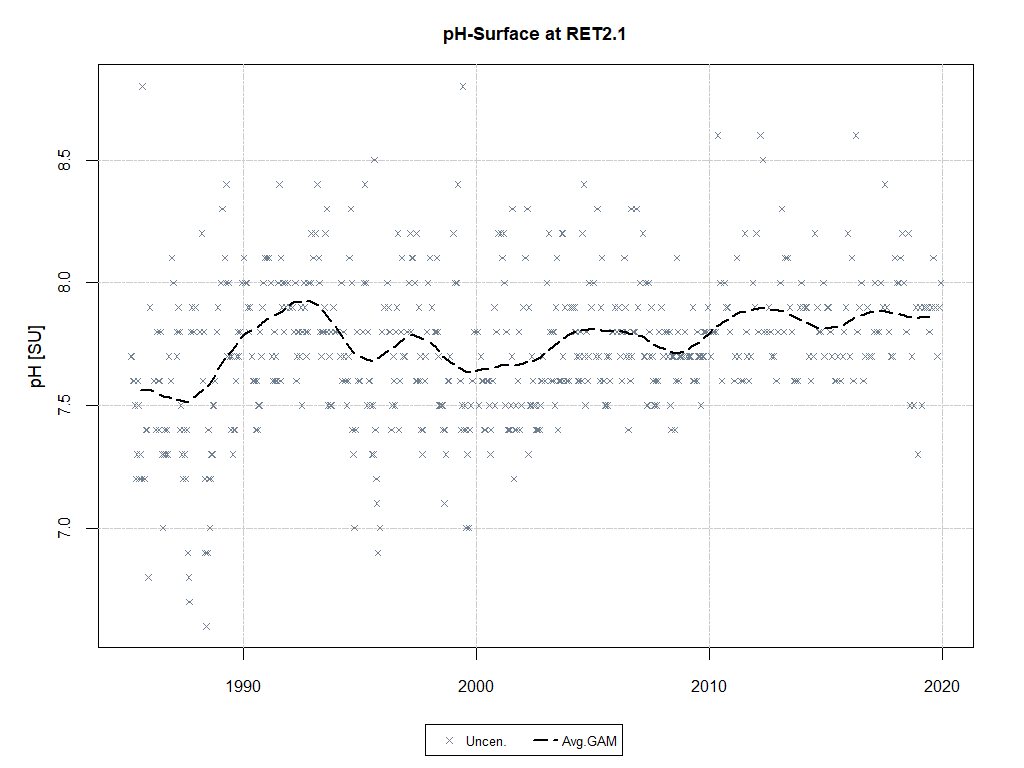 pH-Surface at RET2.1
pH [SU]
8.5
8.0
7.5
7.0
1990 2000 2010 2020
Uncen. Avg.GAM